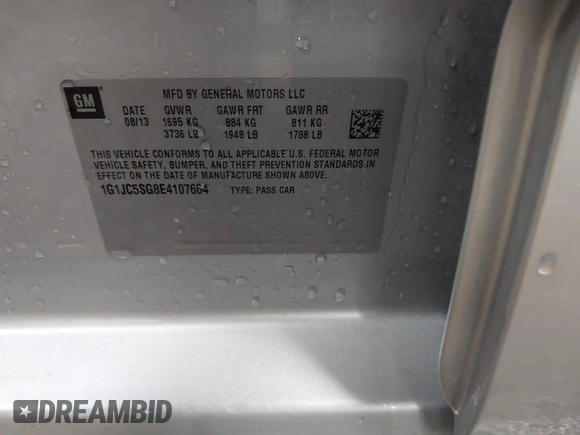 GM
MFD BY GENERAL MOTORS LLC
DATE GVWR GAWR FRT GAWR RR
08/13 1695 KG 884 KG 811 KG
3736 LB 1948 LB 1788 LB
THIS VEHICLE CONFORMS TO ALL APPLICABLE U.S. FEDERAL MOTOR
VEHICLE SAFETY, BUMPER, AND THEFT PREVENTION STANDARDS IN
EFFECT ON THE DATE OF MANUFACTURE SHOWN ABOVE.
1G1JC5SG8E4107664 TYPE: PASS CAR
DREAMBID